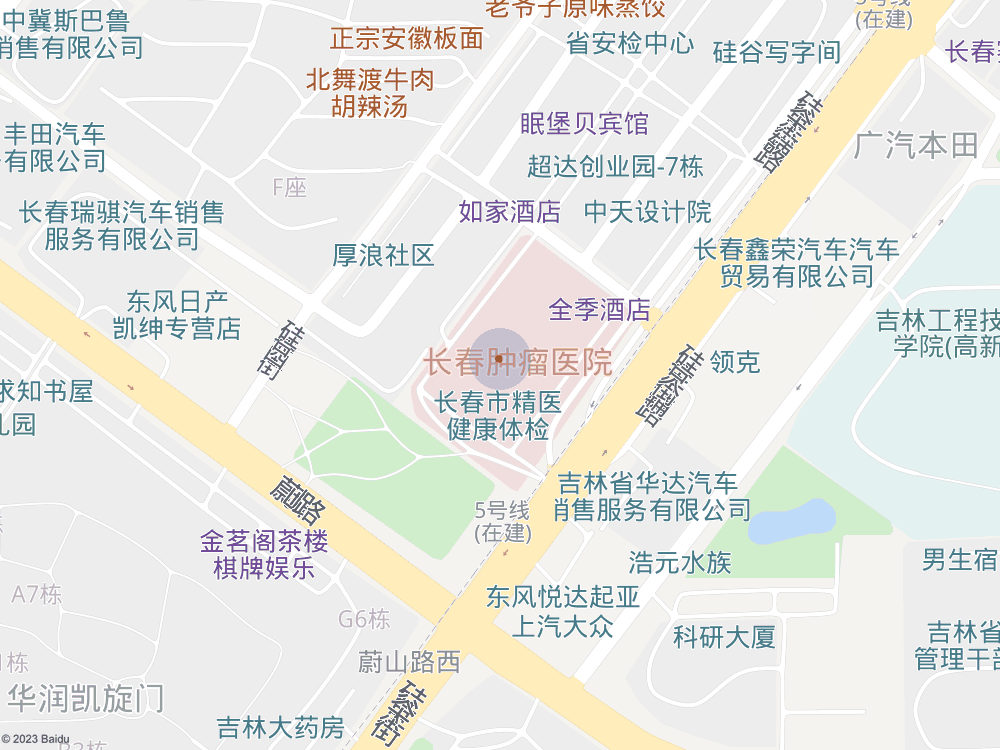 老爷子原味蒸饺
5号线
(在建)
中冀斯巴鲁
销售有限公司
正宗安徽板面
省安检中心
硅谷写字间
北舞渡牛肉
胡辣汤
眠堡贝宾馆
丰田汽车
有限公司
广汽本田
超达创业园-7栋
F座
长春瑞骐汽车销售
服务有限公司
如家酒店
中天设计院
厚浪社区
长春鑫荣汽车汽车
贸易有限公司
东风日产
凯绅专营店
全季酒店
吉林工程技
学院(高新
长春肿瘤医院
领克
求知书屋
儿园
长春市精医
健康体检
吉林省华达汽车
销售服务有限公司
5号线
(在建)
金茗阁茶楼
棋牌娱乐
浩元水族
男生宿
A7栋
东风悦达起亚
上汽大众
G6栋
科研大厦
吉林省
管理干部
蔚山路西
华润凯旋门
吉林大药房
© 2023 Baidu